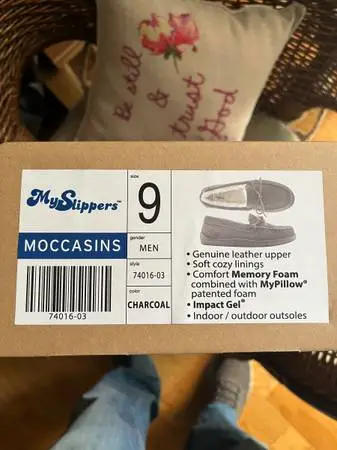 Be still
&
trust
God
MySlippers™
MOCCASINS
74016-03
size
9
gender
MEN
style
74016-03
color
CHARCOAL
• Genuine leather upper
• Soft cozy linings
• Comfort Memory Foam
combined with MyPillow®
patented foam
• Impact Gel®
• Indoor / outdoor outsoles